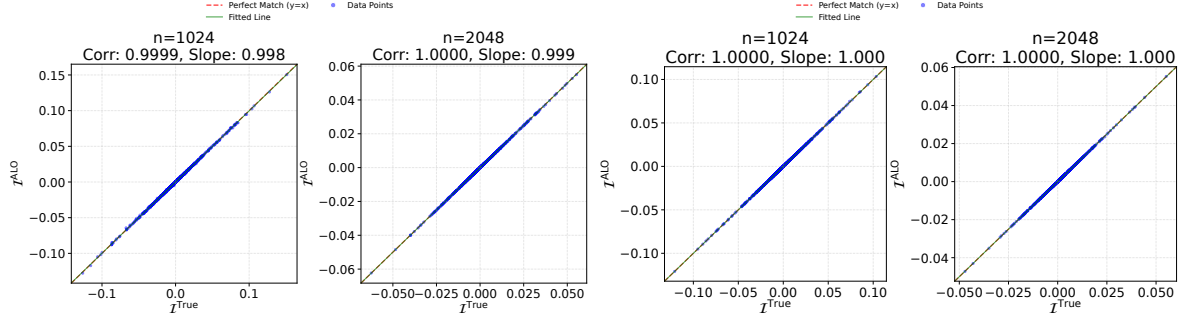 Perfect Match (y=x)
Data Points
Fitted Line
n=1024
Corr: 0.9999, Slope: 0.998
0.15
0.10
0.05
0.00
−0.05
−0.10
−0.1
0.0
0.1
𝓘^ALO
𝓘^True
n=2048
Corr: 1.0000, Slope: 0.999
0.06
0.04
0.02
0.00
−0.02
−0.04
−0.06
−0.050
−0.025
0.000
0.025
0.050
𝓘^ALO
𝓘^True
Perfect Match (y=x)
Data Points
Fitted Line
n=1024
Corr: 1.0000, Slope: 1.000
0.10
0.05
0.00
−0.05
−0.10
−0.10
−0.05
0.00
0.05
0.10
𝓘^ALO
𝓘^True
n=2048
Corr: 1.0000, Slope: 1.000
0.06
0.04
0.02
0.00
−0.02
−0.04
−0.050
−0.025
0.000
0.025
0.050
𝓘^ALO
𝓘^True